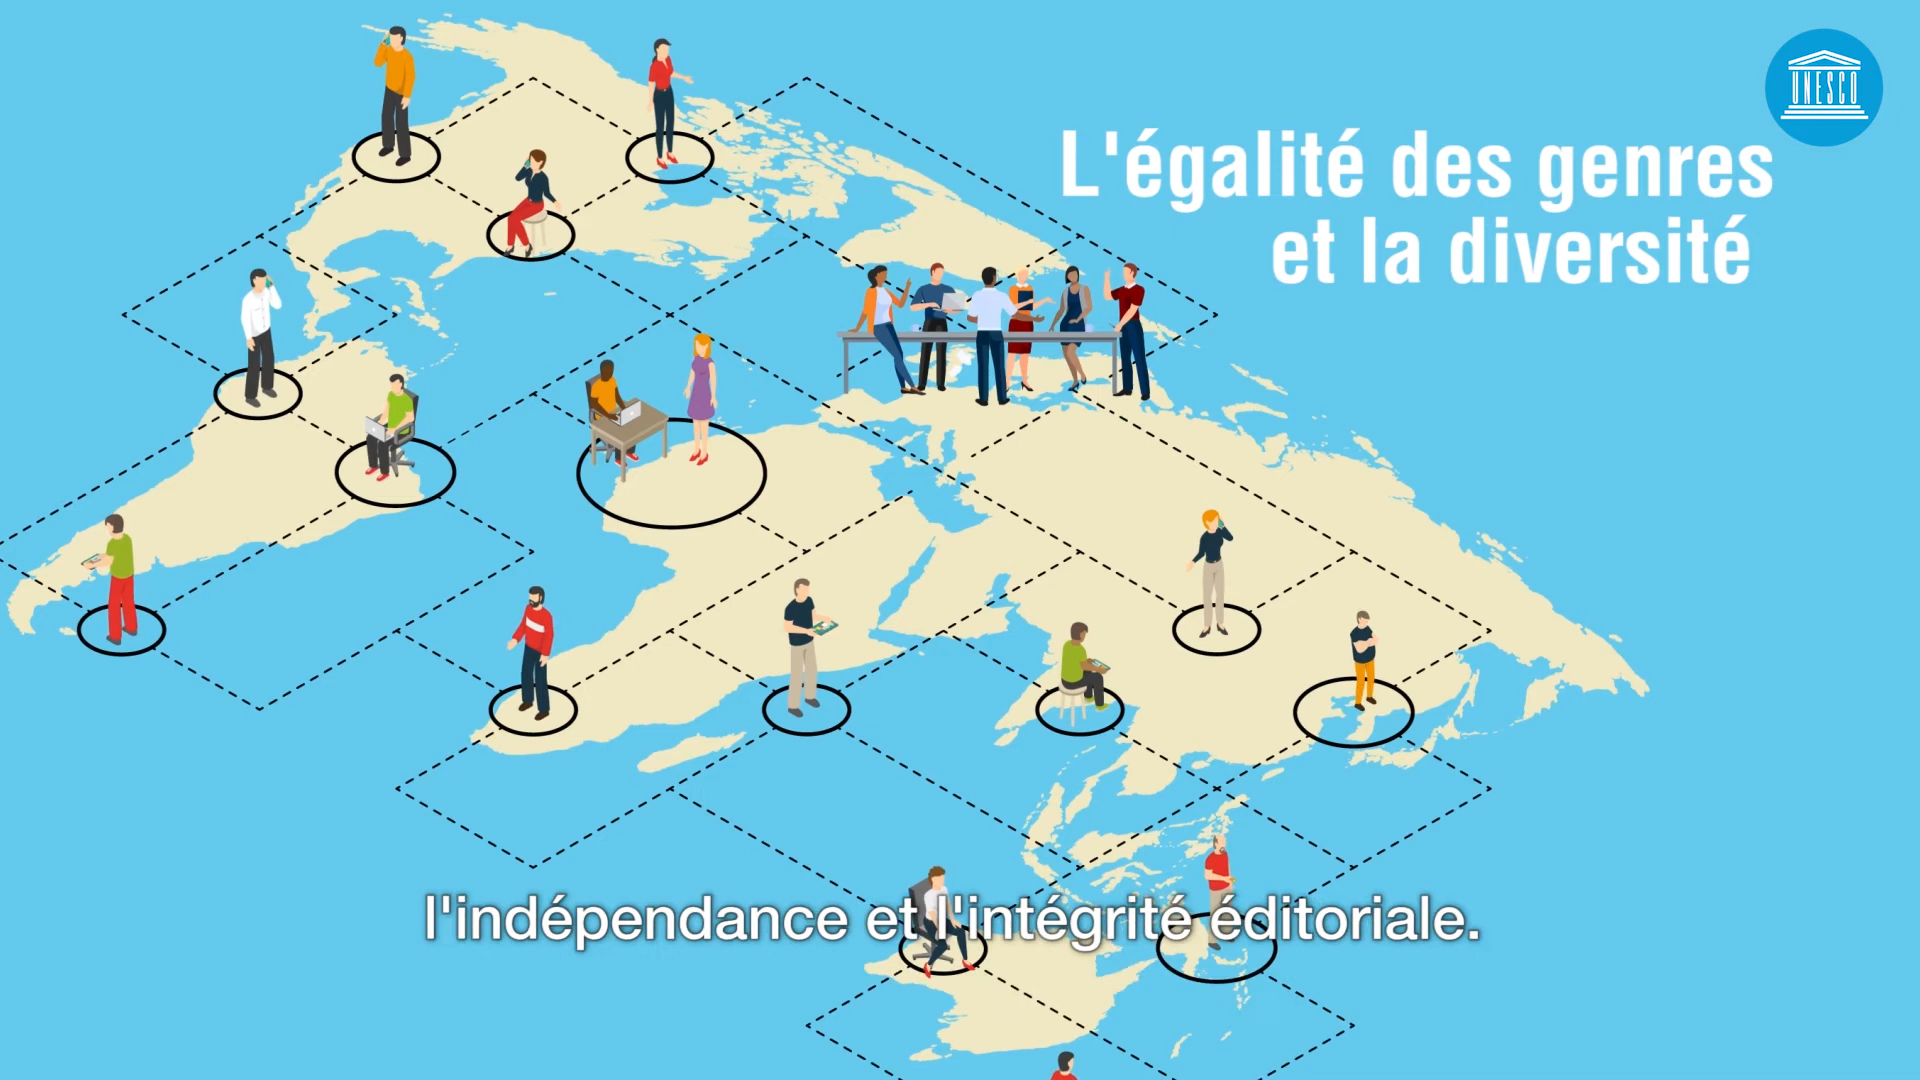 UNESCO
L'égalité des genres
et la diversité
l'indépendance et l'intégrité éditoriale.